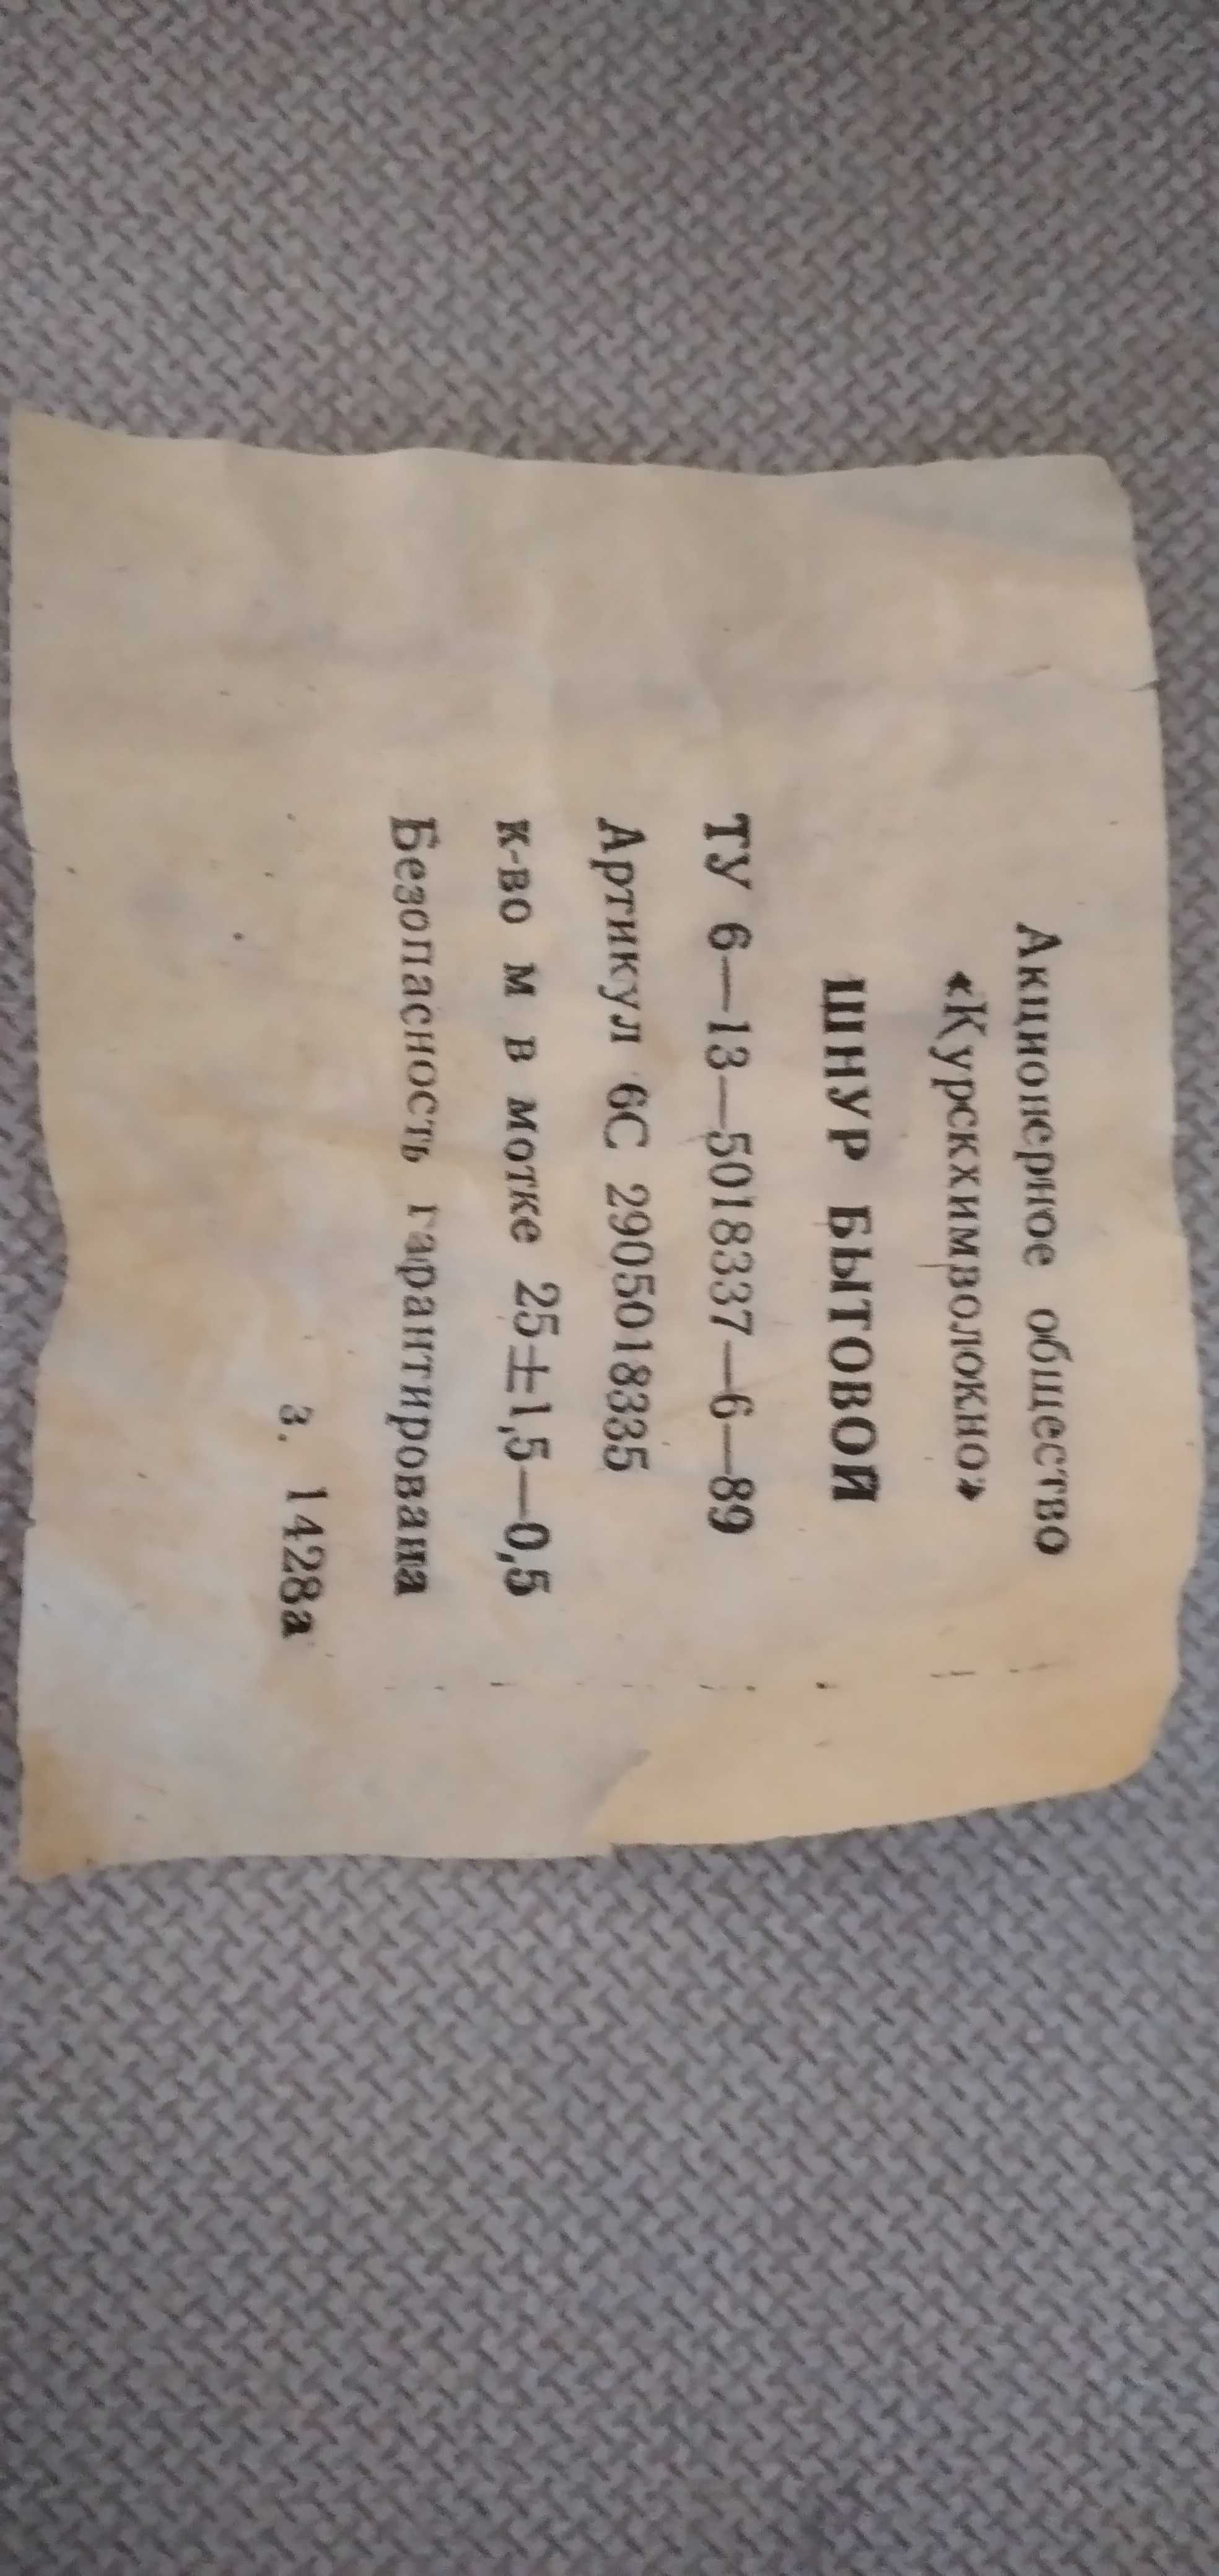 Акционерное общество
«Курскхимволокно»
ШНУР БЫТОВОЙ
ТУ 6—13—5018337—6—89
Артикул 6С 2905018335
к-во м в мотке 25±1,5—0,5
Безопасность гарантирована
з. 1428а